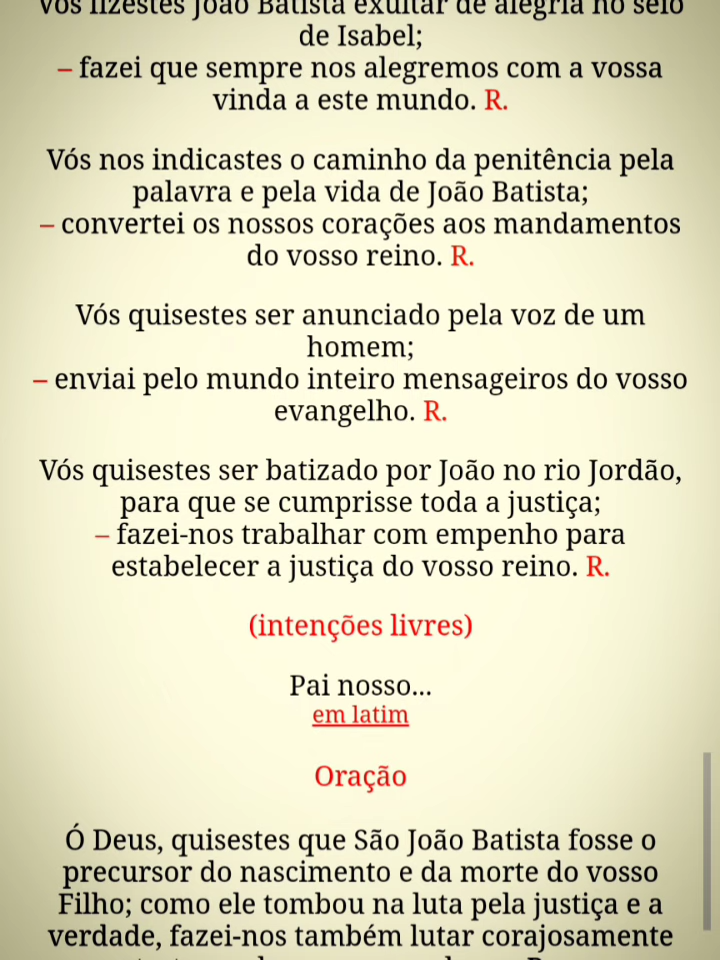 Vós fizestes João Batista exultar de alegria no seio
de Isabel;
– fazei que sempre nos alegremos com a vossa
vinda a este mundo. R.
Vós nos indicastes o caminho da penitência pela
palavra e pela vida de João Batista;
– convertei os nossos corações aos mandamentos
do vosso reino. R.
Vós quisestes ser anunciado pela voz de um
homem;
– enviai pelo mundo inteiro mensageiros do vosso
evangelho. R.
Vós quisestes ser batizado por João no rio Jordão,
para que se cumprisse toda a justiça;
– fazei-nos trabalhar com empenho para
estabelecer a justiça do vosso reino. R.
(intenções livres)
Pai nosso...
em latim
Oração
Ó Deus, quisestes que São João Batista fosse o
precursor do nascimento e da morte do vosso
Filho; como ele tombou na luta pela justiça e a
verdade, fazei-nos também lutar corajosamente